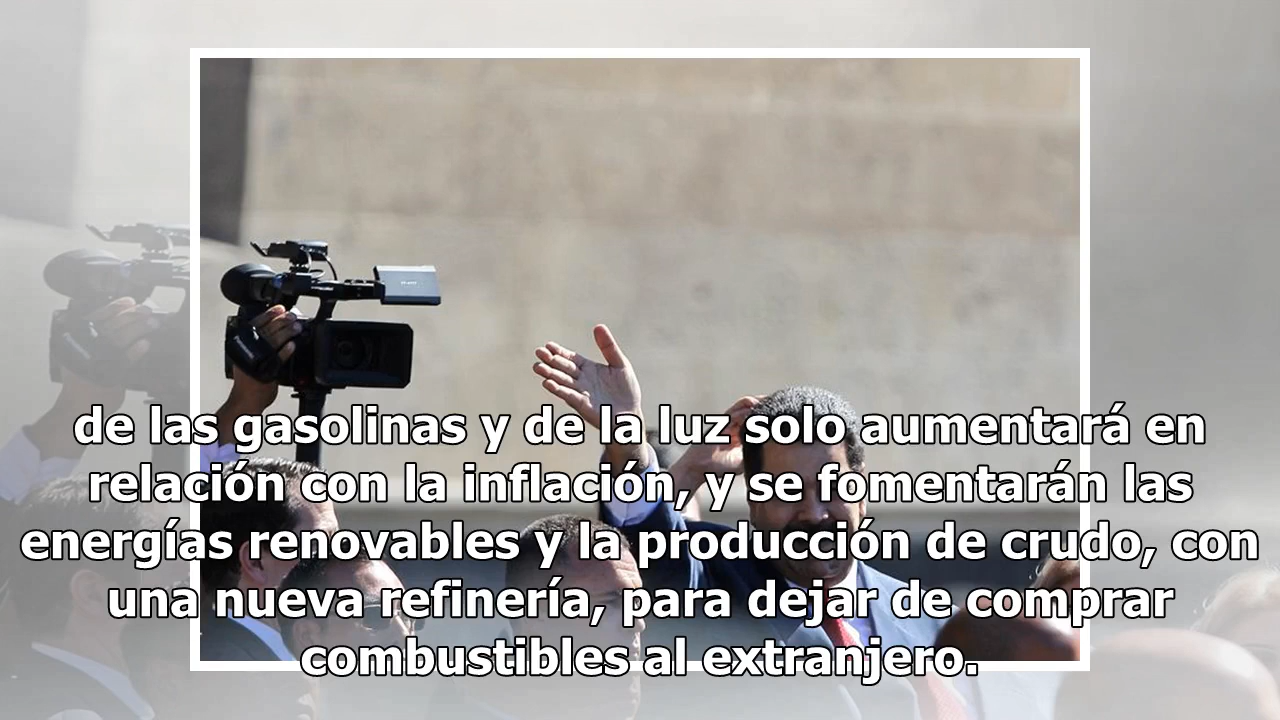 de las gasolinas y de la luz solo aumentará en
relación con la inflación, y se fomentarán las
energías renovables y la producción de crudo, con
una nueva refinería, para dejar de comprar
combustibles al extranjero.